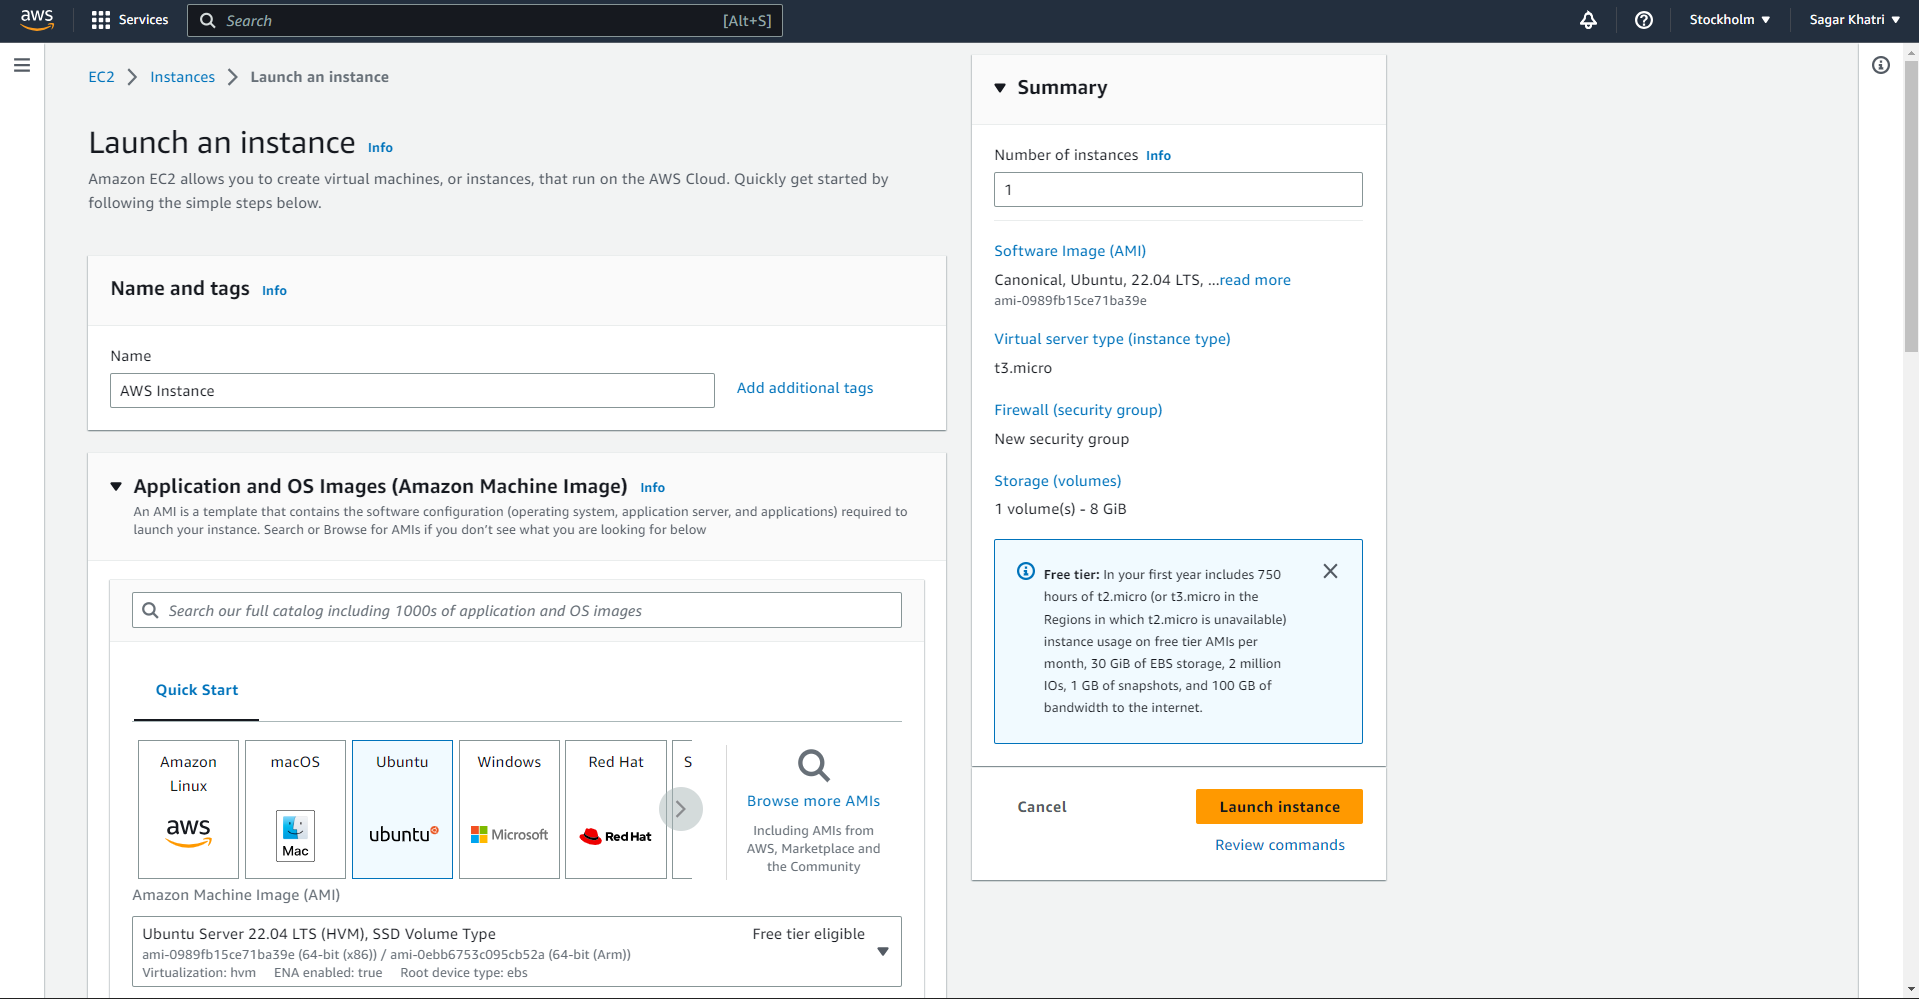 aws
Services
Search
[Alt+S]
Stockholm
Sagar Khatri
EC2
Instances
Launch an instance
Launch an instance Info
Amazon EC2 allows you to create virtual machines, or instances, that run on the AWS Cloud. Quickly get started by
following the simple steps below.
Name and tags Info
Name
AWS Instance
Add additional tags
Application and OS Images (Amazon Machine Image) Info
An AMI is a template that contains the software configuration (operating system, application server, and applications) required to
launch your instance. Search or Browse for AMIs if you don’t see what you are looking for below
Search our full catalog including 1000s of application and OS images
Quick Start
Amazon
Linux
aws
macOS
Mac
Ubuntu
ubuntu
Windows
Microsoft
Red Hat
Red Hat
S
Browse more AMIs
Including AMIs from
AWS, Marketplace and
the Community
Amazon Machine Image (AMI)
Ubuntu Server 22.04 LTS (HVM), SSD Volume Type
Free tier eligible
ami-0989fb15ce71ba39e (64-bit (x86)) / ami-0ebb6753c095cb52a (64-bit (Arm))
Virtualization: hvm ENA enabled: true Root device type: ebs
Summary
Number of instances Info
1
Software Image (AMI)
Canonical, Ubuntu, 22.04 LTS, ...read more
ami-0989fb15ce71ba39e
Virtual server type (instance type)
t3.micro
Firewall (security group)
New security group
Storage (volumes)
1 volume(s) - 8 GiB
Free tier: In your first year includes 750
hours of t2.micro (or t3.micro in the
Regions in which t2.micro is unavailable)
instance usage on free tier AMIs per
month, 30 GiB of EBS storage, 2 million
IOs, 1 GB of snapshots, and 100 GB of
bandwidth to the internet.
Cancel
Launch instance
Review commands